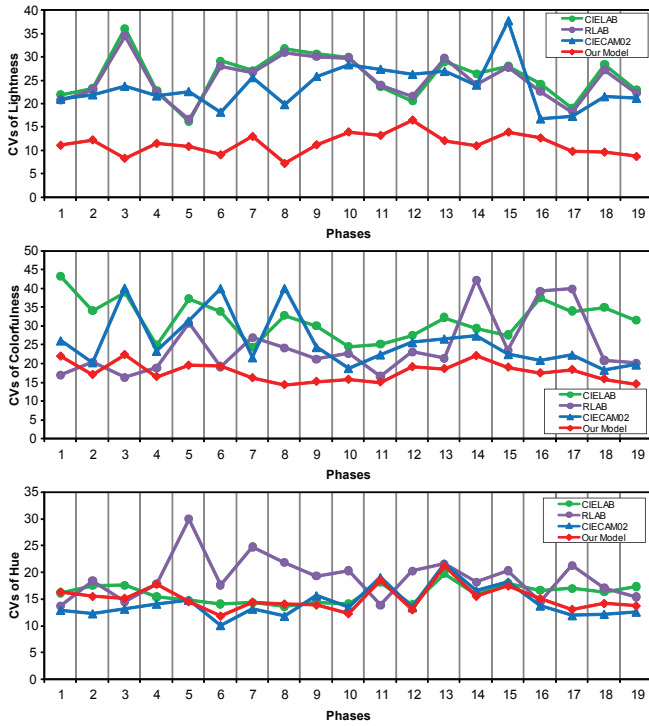 CVs of Lightness
40
35
30
25
20
15
10
5
0
CIELAB
RLAB
CIECAM02
Our Model
1 2 3 4 5 6 7 8 9 10 11 12 13 14 15 16 17 18 19
Phases
CVs of Colorfulness
50
45
40
35
30
25
20
15
10
5
0
CIELAB
RLAB
CIECAM02
Our Model
1 2 3 4 5 6 7 8 9 10 11 12 13 14 15 16 17 18 19
Phases
CVs of Hue
35
30
25
20
15
10
5
0
CIELAB
RLAB
CIECAM02
Our Model
1 2 3 4 5 6 7 8 9 10 11 12 13 14 15 16 17 18 19
Phases